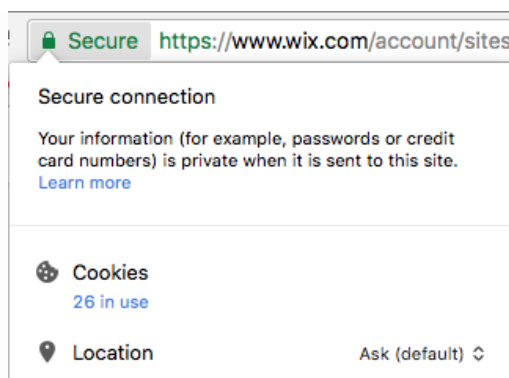 Secure https://www.wix.com/account/sites
Secure connection
Your information (for example, passwords or credit
card numbers) is private when it is sent to this site.
Learn more
Cookies
26 in use
Location Ask (default)